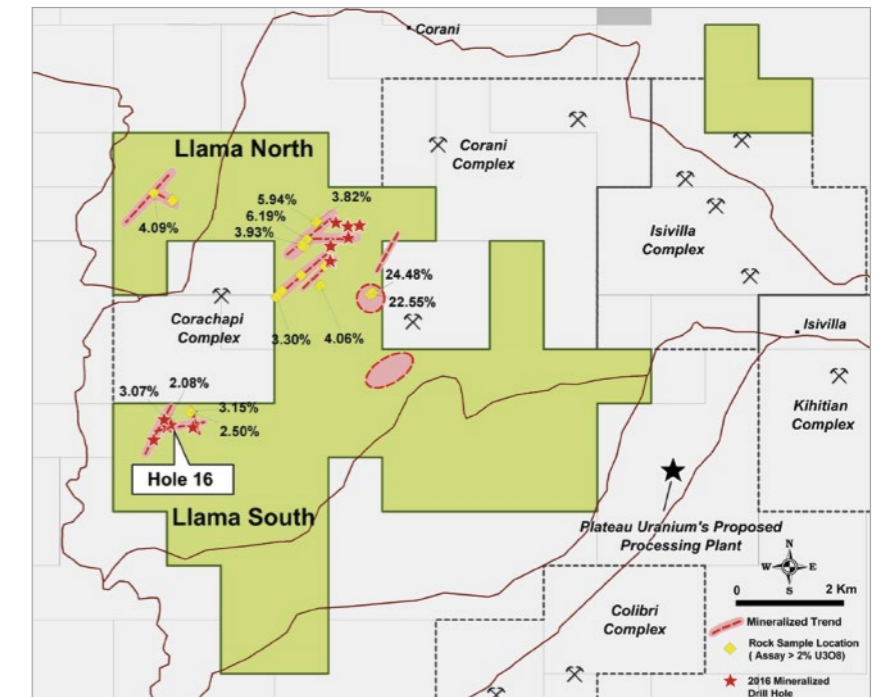 Corani
Llama North
Corani
Complex
5.94%
3.82%
6.19%
3.93%
4.09%
Isivilla
Complex
24.48%
22.55%
Corachapi
Complex
3.30%
4.06%
Isivilla
2.08%
3.07%
3.15%
2.50%
Kihitian
Complex
Hole 16
Llama South
Plateau Uranium's Proposed
Processing Plant
N
W
E
S
0
2 Km
Colibri
Complex
Mineralized Trend
Rock Sample Location
( Assay > 2% U3O8)
2016 Mineralized
Drill Hole